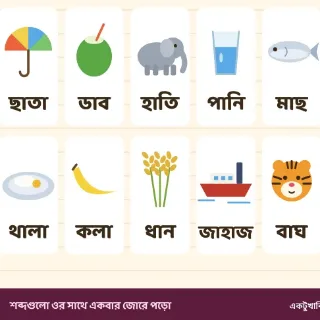 ছাতা ডাব হাতি পানি মাছ
থালা কলা ধান জাহাজ বাঘ
শব্দগুলো ওর সাথে একবার জোরে পড়ো